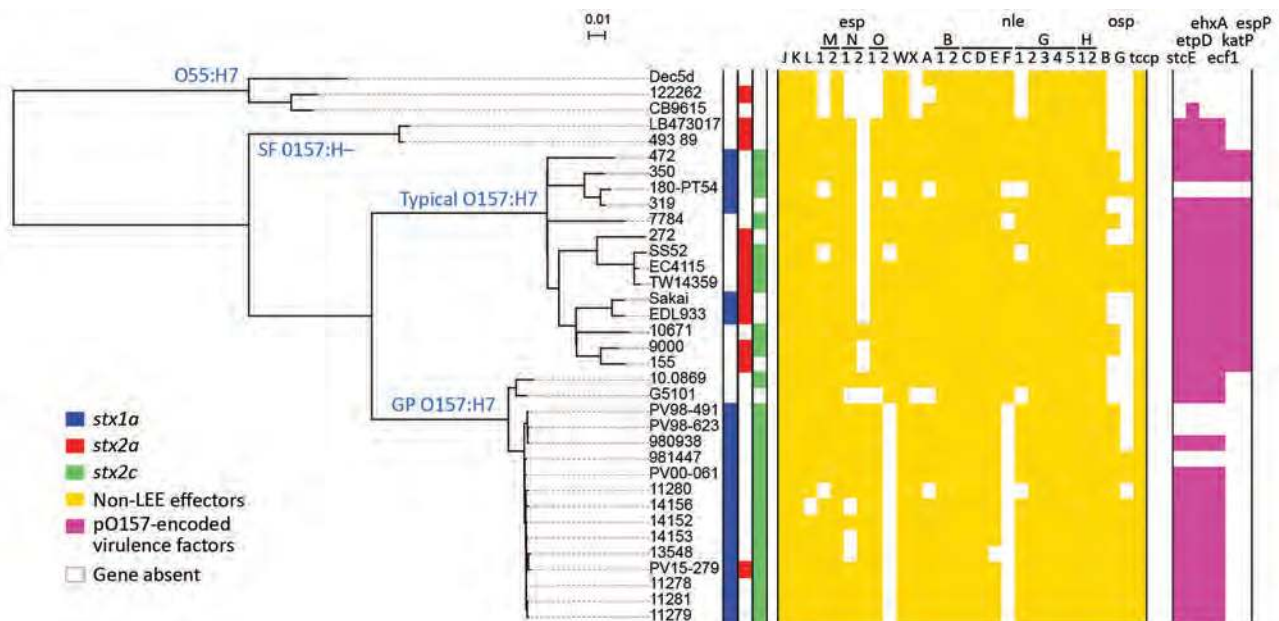 0.01
esp nle osp ehxA espP
M N O B G H etpD katP
J K L 1 2 1 2 1 2 W X A 1 2 C D E F 1 2 3 4 5 1 2 B G tccp stcE ecf1
O55:H7
Dec5d
122262
CB9615
LB473017
SF O157:H–
493 89
472
350
180-PT54
Typical O157:H7
319
7784
272
SS52
EC4115
TW14359
Sakai
EDL933
10671
9000
155
10.0869
G5101
GP O157:H7
PV98-491
PV98-623
980938
981447
PV00-061
11280
14156
14152
14153
13548
PV15-279
11278
11281
11279
stx1a
stx2a
stx2c
Non-LEE effectors
pO157-encoded
virulence factors
Gene absent